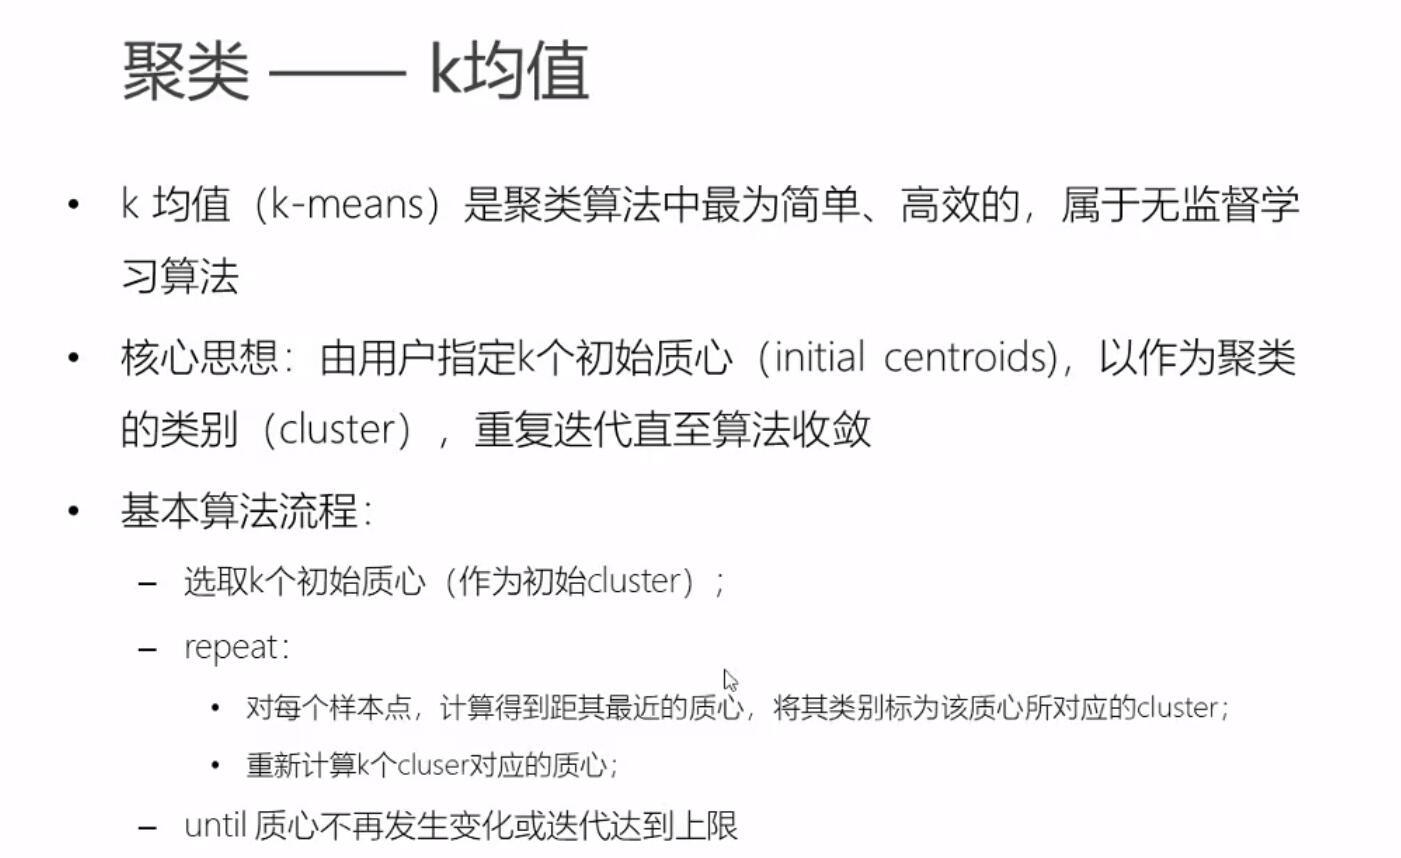 聚类 —— k均值
• k 均值（k-means）是聚类算法中最为简单、高效的，属于无监督学
习算法
• 核心思想：由用户指定k个初始质心（initial centroids)，以作为聚类
的类别（cluster），重复迭代直至算法收敛
• 基本算法流程：
– 选取k个初始质心（作为初始cluster）；
– repeat：
• 对每个样本点，计算得到距其最近的质心，将其类别标为该质心所对应的cluster；
• 重新计算k个cluser对应的质心；
– until 质心不再发生变化或迭代达到上限